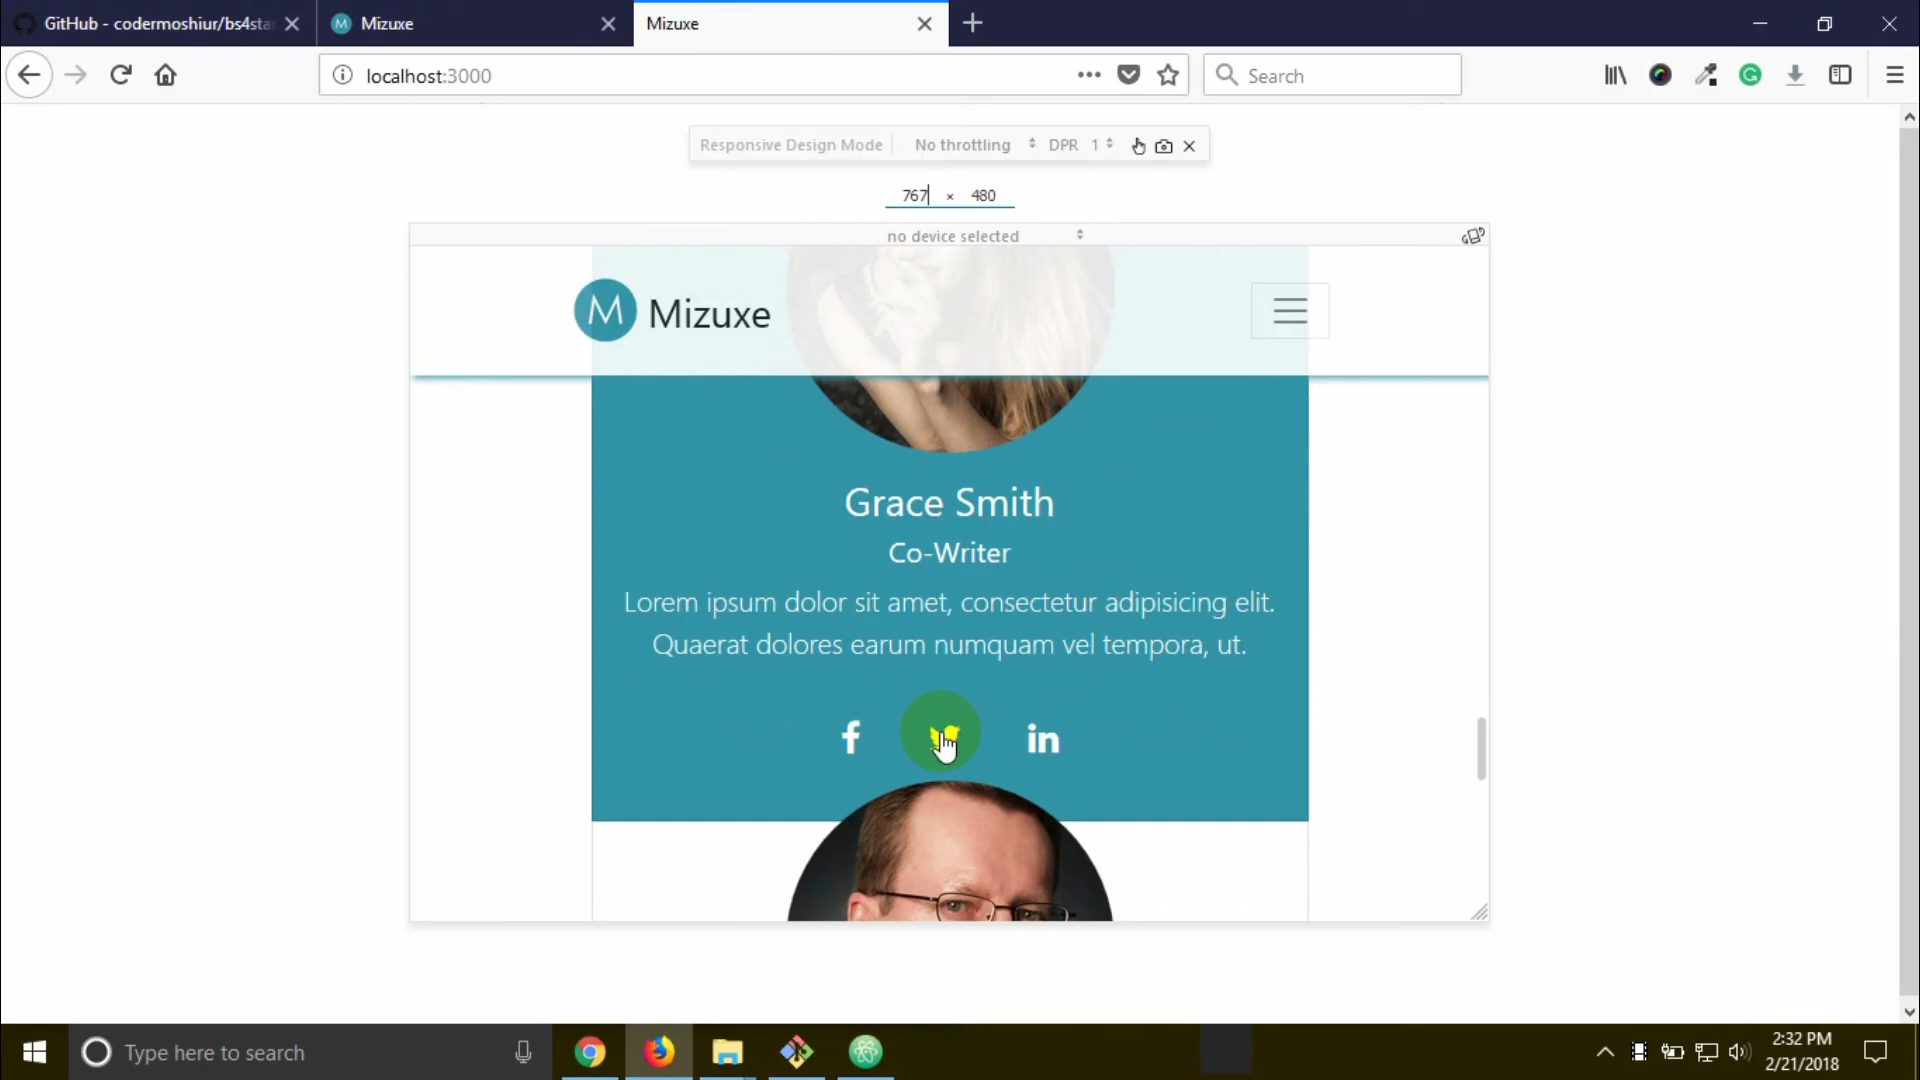 GitHub - codermoshiur/bs4sta
Mizuxe
Mizuxe
localhost:3000
Search
Responsive Design Mode
No throttling
DPR 1
767 × 480
no device selected
M Mizuxe
Grace Smith
Co-Writer
Lorem ipsum dolor sit amet, consectetur adipisicing elit.
Quaerat dolores earum numquam vel tempora, ut.
Type here to search
2:32 PM
2/21/2018